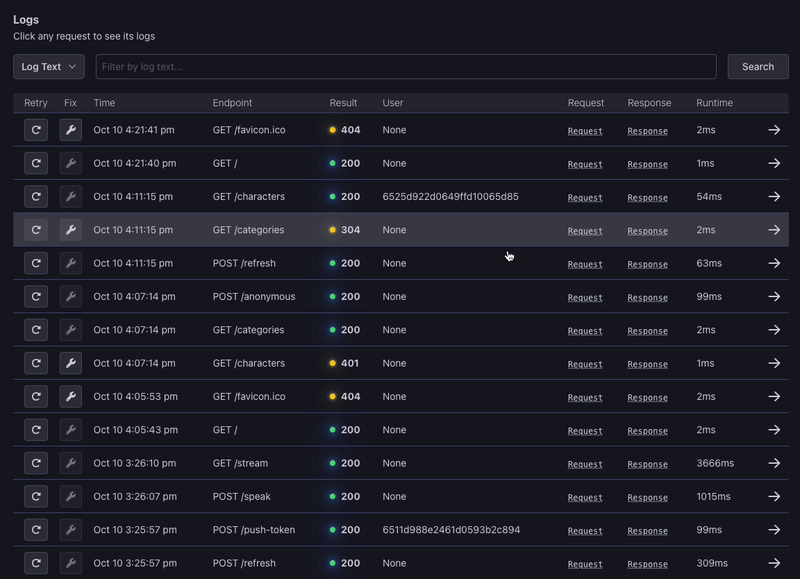 Logs
Click any request to see its logs
Log Text Filter by log text... Search
Retry Fix Time Endpoint Result User Request Response Runtime
Oct 10 4:21:41 pm GET /favicon.ico 404 None Request Response 2ms
Oct 10 4:21:40 pm GET / 200 None Request Response 1ms
Oct 10 4:11:15 pm GET /characters 200 6525d922d0649ffd10065d85 Request Response 54ms
Oct 10 4:11:15 pm GET /categories 304 None Request Response 2ms
Oct 10 4:11:15 pm POST /refresh 200 None Request Response 63ms
Oct 10 4:07:14 pm POST /anonymous 200 None Request Response 99ms
Oct 10 4:07:14 pm GET /categories 200 None Request Response 2ms
Oct 10 4:07:14 pm GET /characters 401 None Request Response 1ms
Oct 10 4:05:53 pm GET /favicon.ico 404 None Request Response 2ms
Oct 10 4:05:43 pm GET / 200 None Request Response 2ms
Oct 10 3:26:10 pm GET /stream 200 None Request Response 3666ms
Oct 10 3:26:07 pm POST /speak 200 None Request Response 1015ms
Oct 10 3:25:57 pm POST /push-token 200 6511d988e2461d0593b2c894 Request Response 99ms
Oct 10 3:25:57 pm POST /refresh 200 None Request Response 309ms